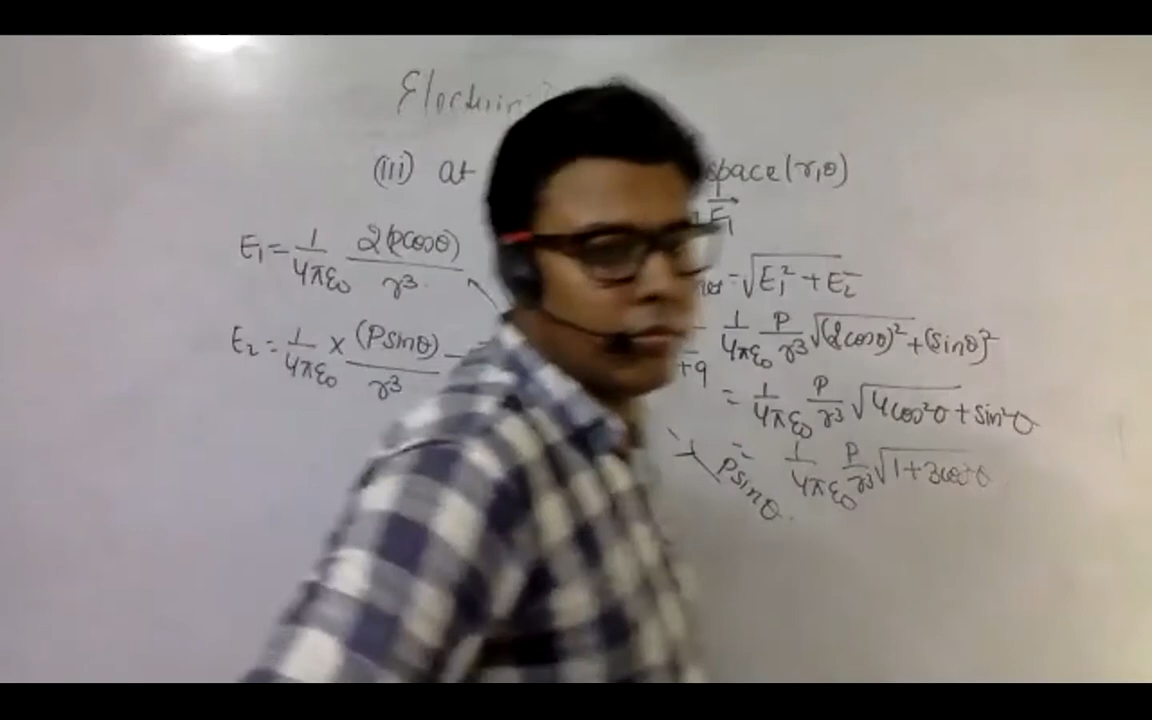 (iii) at space(r,θ)
E₁
E₁ = 1/4πε₀ 2(pcosθ)/r³
= √E₁² + E₂²
E₂ = 1/4πε₀ × (Psinθ)/r³
1/4πε₀ P/r³ √(2cosθ)² + (sinθ)²
+q
= 1/4πε₀ P/r³ √4cos²θ + sin²θ
= 1/4πε₀ P/r³ √1+3cos²θ
Psinθ